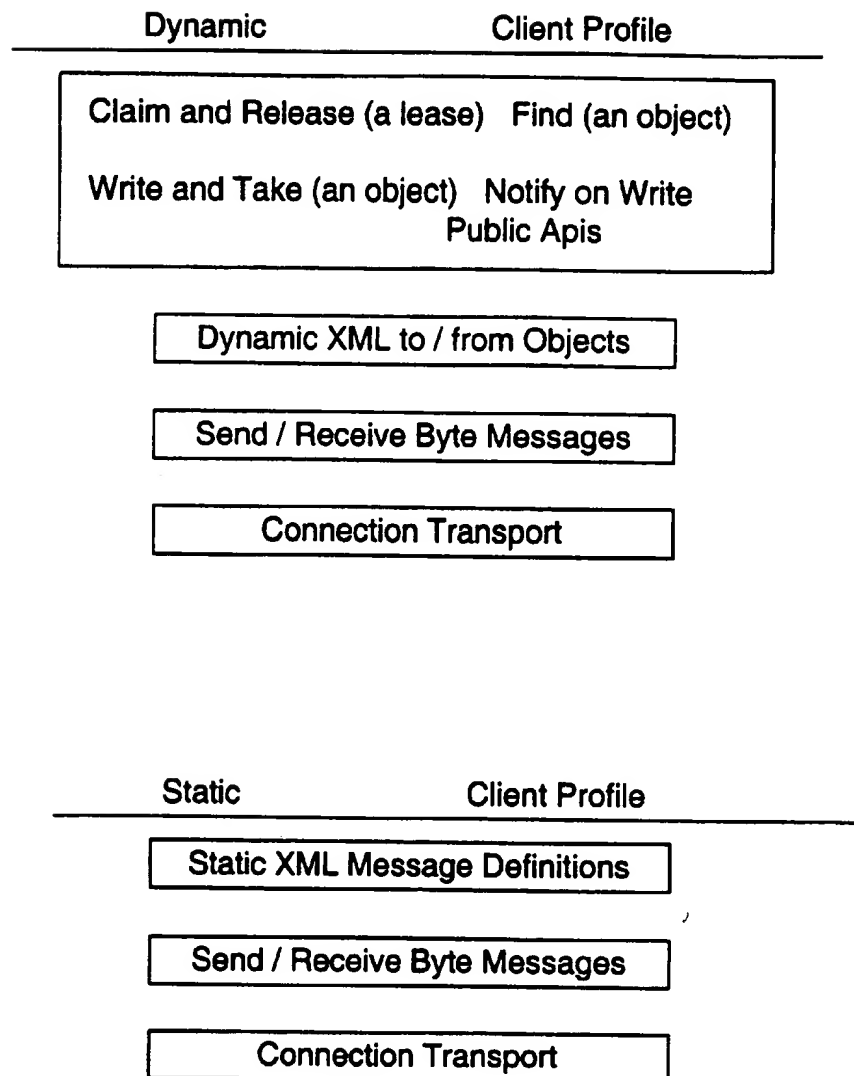 Dynamic Client Profile
Claim and Release (a lease) Find (an object)
Write and Take (an object) Notify on Write
Public Apis
Dynamic XML to / from Objects
Send / Receive Byte Messages
Connection Transport
Static Client Profile
Static XML Message Definitions
Send / Receive Byte Messages
Connection Transport